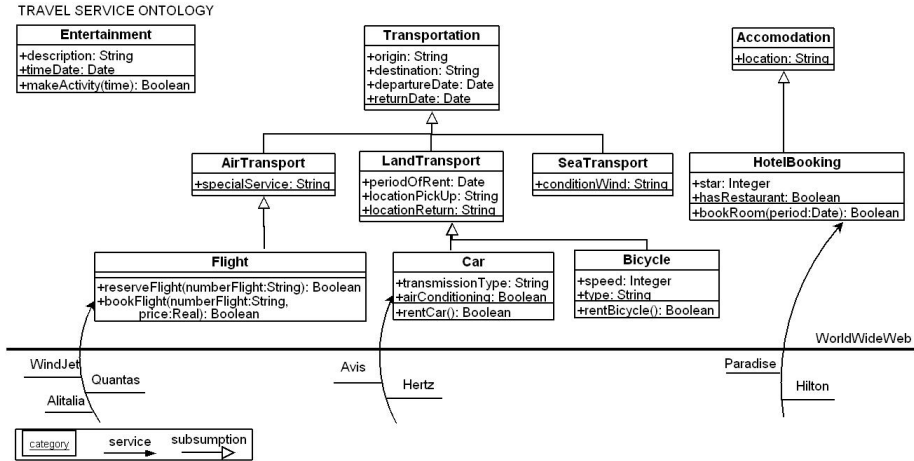 TRAVEL SERVICE ONTOLOGY
Entertainment
+description: String
+timeDate: Date
+makeActivity(time): Boolean
Transportation
+origin: String
+destination: String
+departureDate: Date
+returnDate: Date
Accomodation
+location: String
AirTransport
+specialService: String
LandTransport
+periodOfRent: Date
+locationPickUp: String
+locationReturn: String
SeaTransport
+conditionWind: String
HotelBooking
+star: Integer
+hasRestaurant: Boolean
+bookRoom(period:Date): Boolean
Flight
+reserveFlight(numberFlight:String): Boolean
+bookFlight(numberFlight:String,
price:Real): Boolean
Car
+transmissionType: String
+airConditioning: Boolean
+rentCar(): Boolean
Bicycle
+speed: Integer
+type: String
+rentBicycle(): Boolean
WorldWideWeb
WindJet
Quantas
Alitalia
Avis
Hertz
Paradise
Hilton
category
service
subsumption